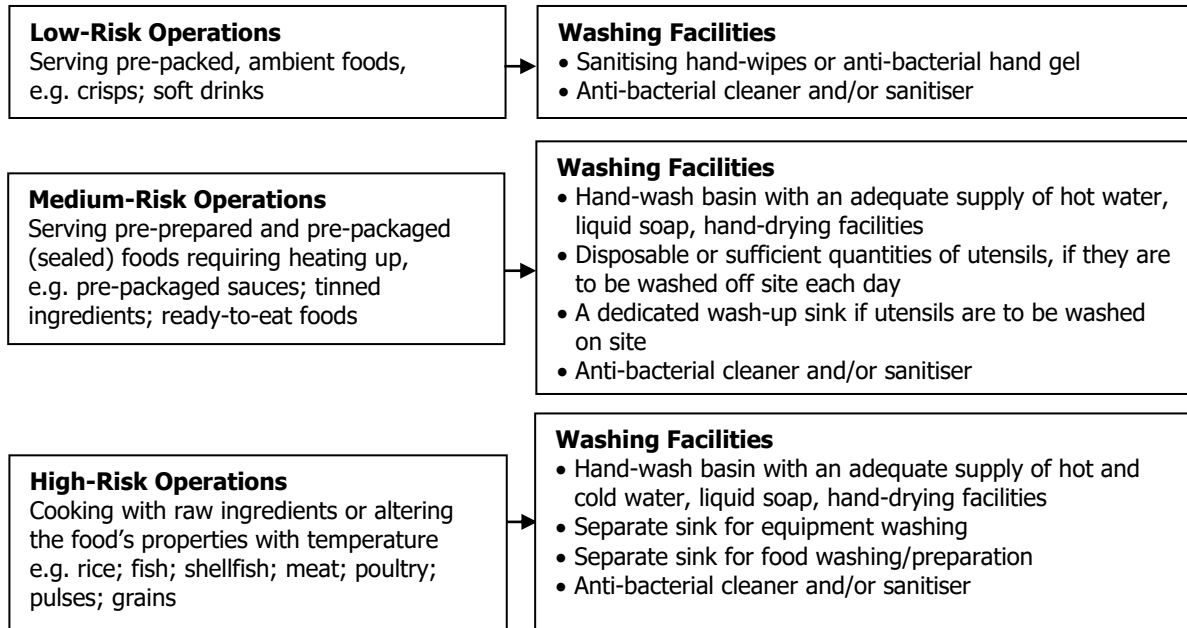 Low-Risk Operations
Serving pre-packed, ambient foods,
e.g. crisps; soft drinks
Washing Facilities
• Sanitising hand-wipes or anti-bacterial hand gel
• Anti-bacterial cleaner and/or sanitiser
Medium-Risk Operations
Serving pre-prepared and pre-packaged
(sealed) foods requiring heating up,
e.g. pre-packaged sauces; tinned
ingredients; ready-to-eat foods
Washing Facilities
• Hand-wash basin with an adequate supply of hot water,
liquid soap, hand-drying facilities
• Disposable or sufficient quantities of utensils, if they are
to be washed off site each day
• A dedicated wash-up sink if utensils are to be washed
on site
• Anti-bacterial cleaner and/or sanitiser
High-Risk Operations
Cooking with raw ingredients or altering
the food's properties with temperature
e.g. rice; fish; shellfish; meat; poultry;
pulses; grains
Washing Facilities
• Hand-wash basin with an adequate supply of hot and
cold water, liquid soap, hand-drying facilities
• Separate sink for equipment washing
• Separate sink for food washing/preparation
• Anti-bacterial cleaner and/or sanitiser